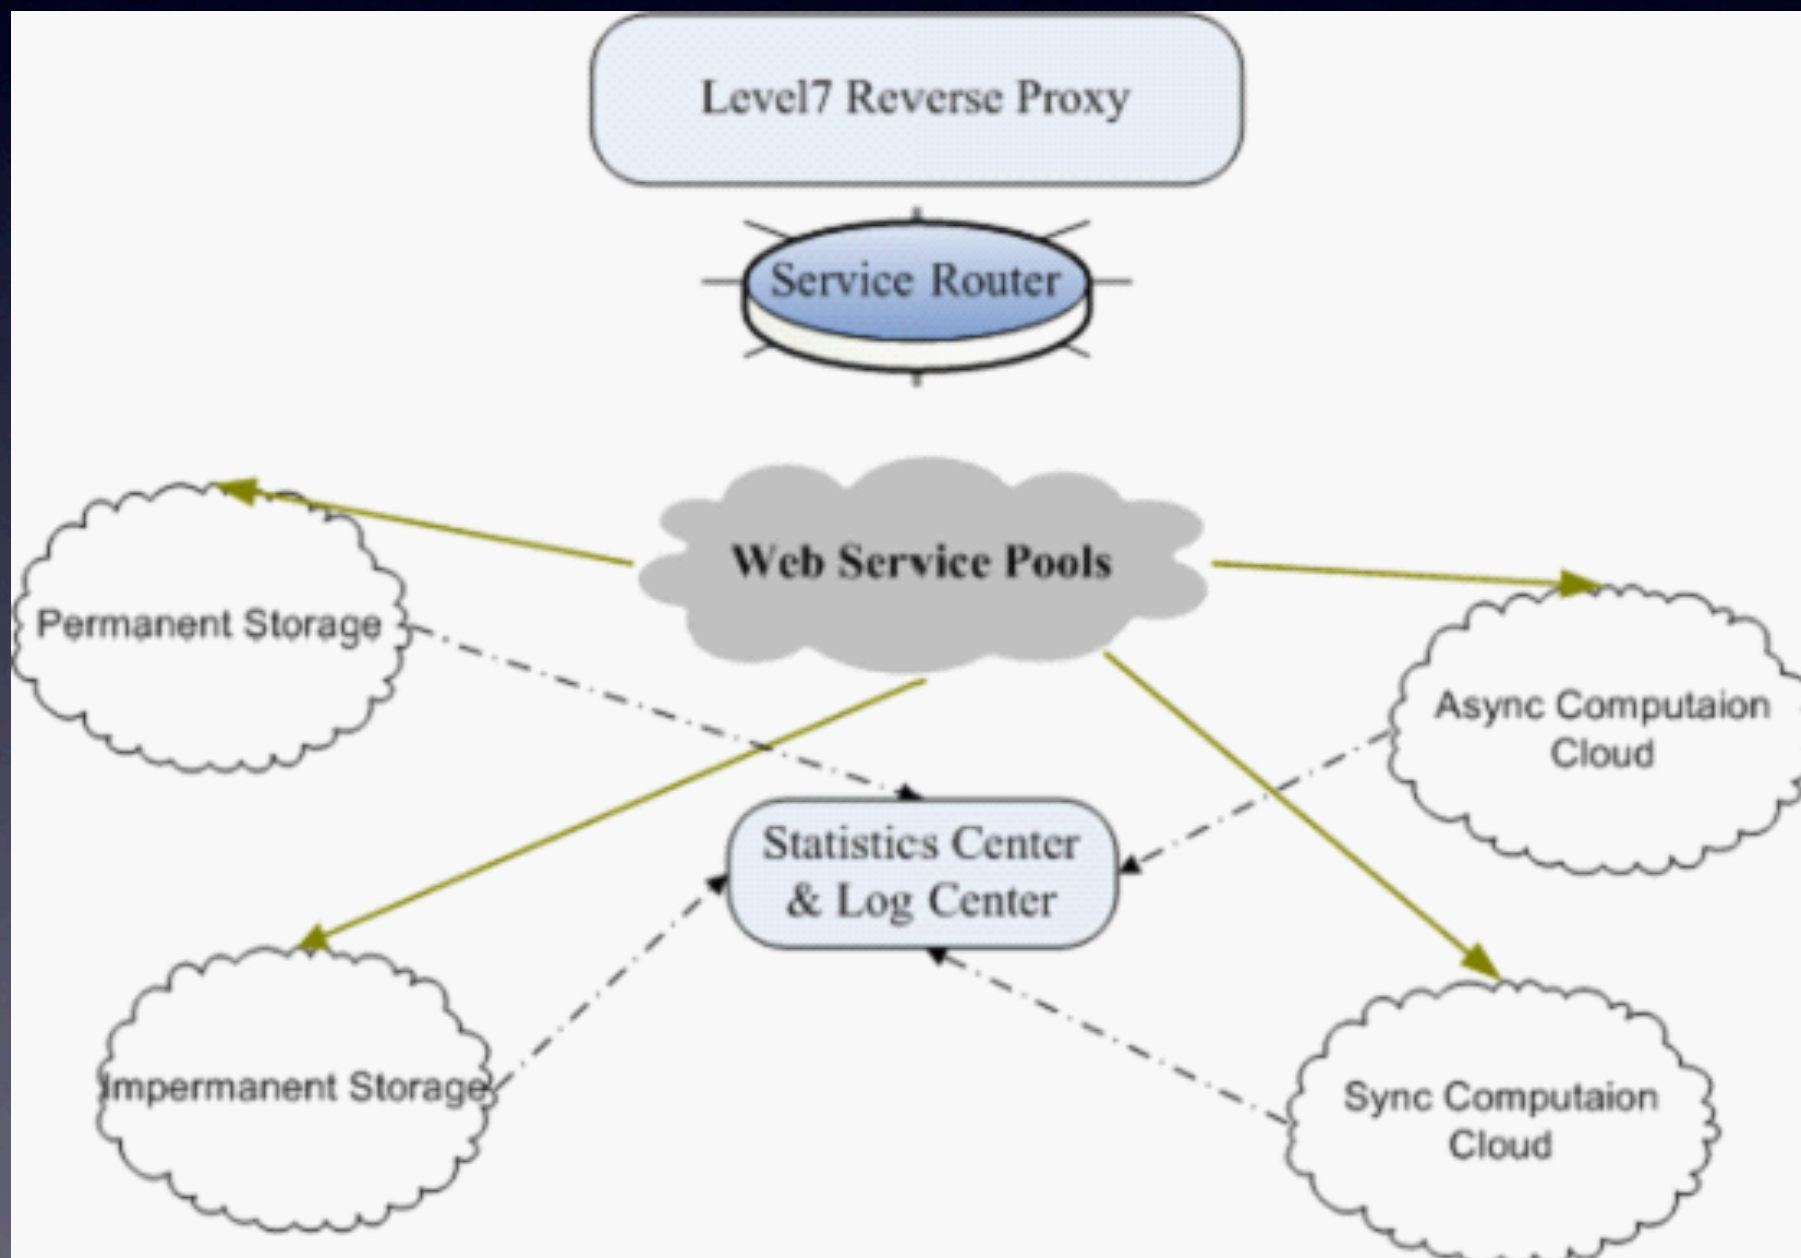 Level7 Reverse Proxy
Service Router
Web Service Pools
Permanent Storage
Async Computaion
Cloud
Statistics Center
& Log Center
Impermanent Storage
Sync Computaion
Cloud